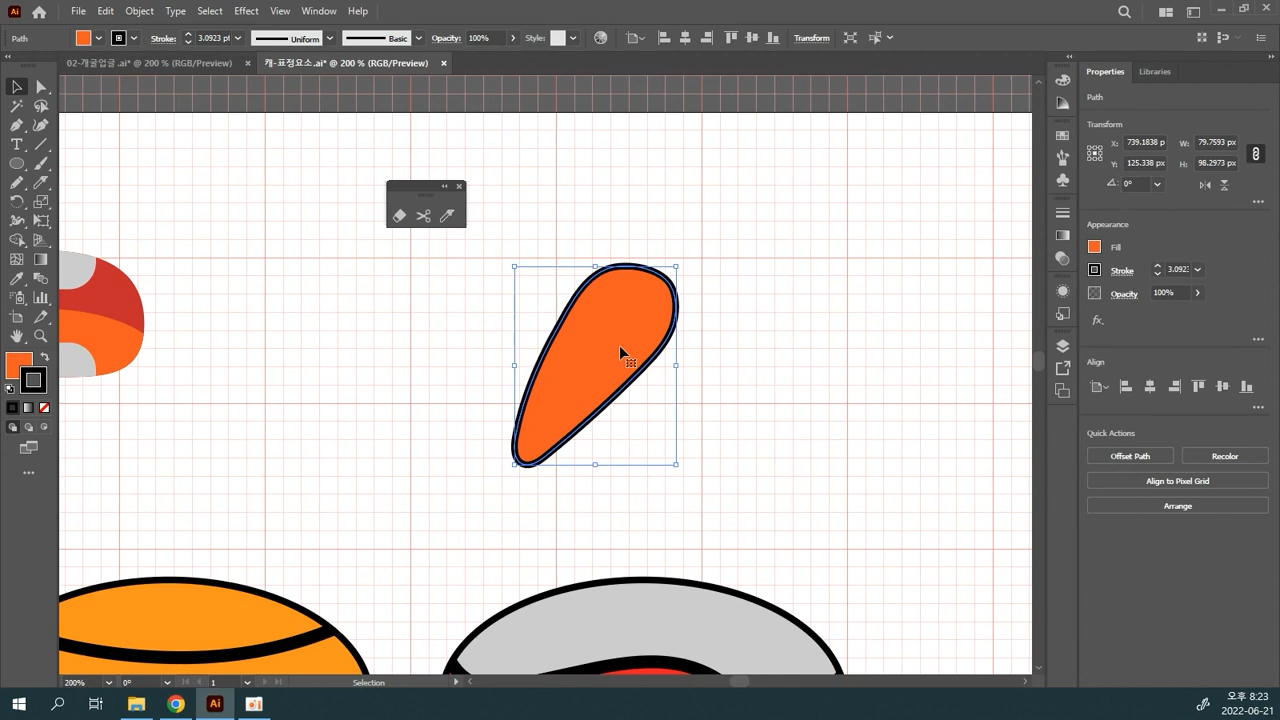 Ai File Edit Object Type Select Effect View Window Help
Path Stroke: 3.0923 pt Uniform Basic Opacity: 100% Style: Transform
02-개굴업글.ai* @ 200 % (RGB/Preview) × 캐-표정요소.ai* @ 200 % (RGB/Preview) ×
Properties Libraries
Path
Transform
X: 739.1838 p W: 79.7593 px
Y: 125.338 px H: 98.2973 px
0°
Appearance
Fill
Stroke 3.0923
Opacity 100%
fx.
Align
Quick Actions
Offset Path Recolor
Align to Pixel Grid
Arrange
200% 0° 1 Selection
Ai 오후 8:23
2022-06-21